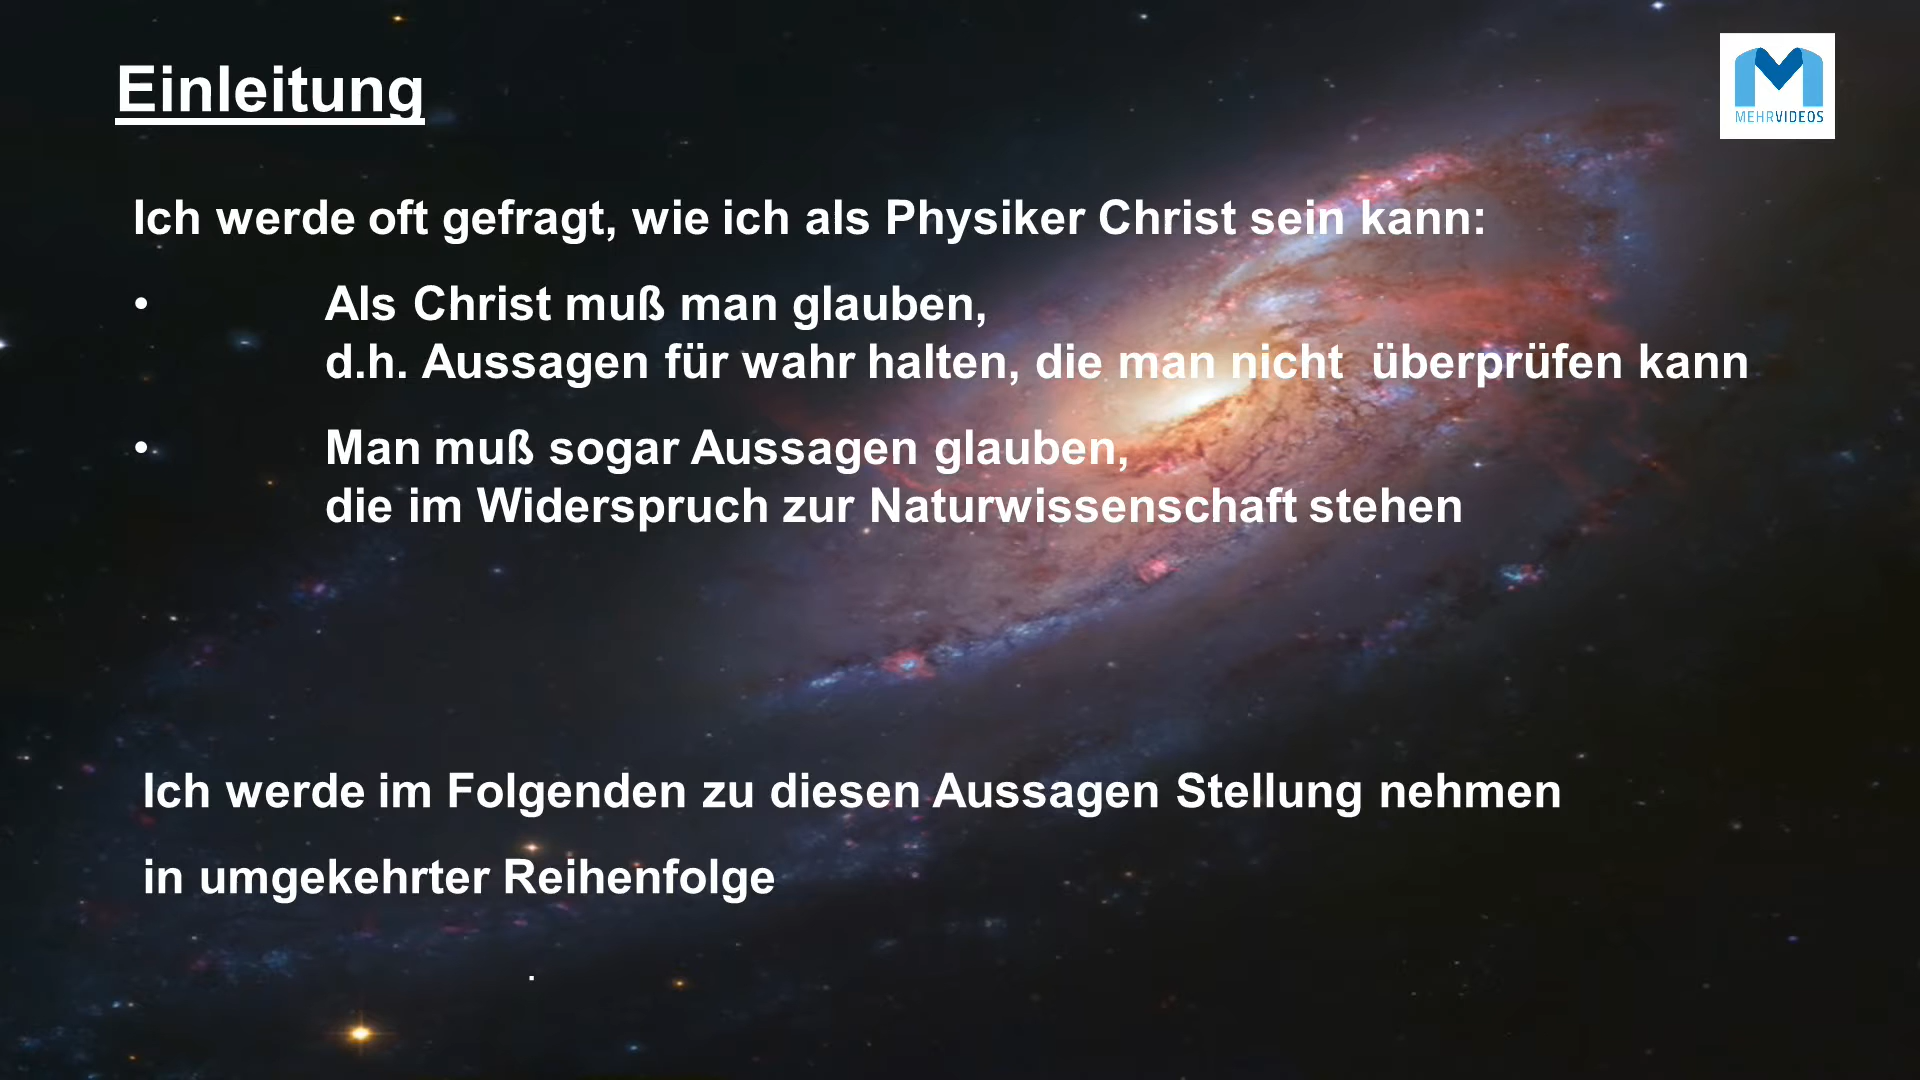 Einleitung
MEHRVIDEOS
Ich werde oft gefragt, wie ich als Physiker Christ sein kann:
• Als Christ muß man glauben,
d.h. Aussagen für wahr halten, die man nicht überprüfen kann
• Man muß sogar Aussagen glauben,
die im Widerspruch zur Naturwissenschaft stehen
Ich werde im Folgenden zu diesen Aussagen Stellung nehmen
in umgekehrter Reihenfolge
.